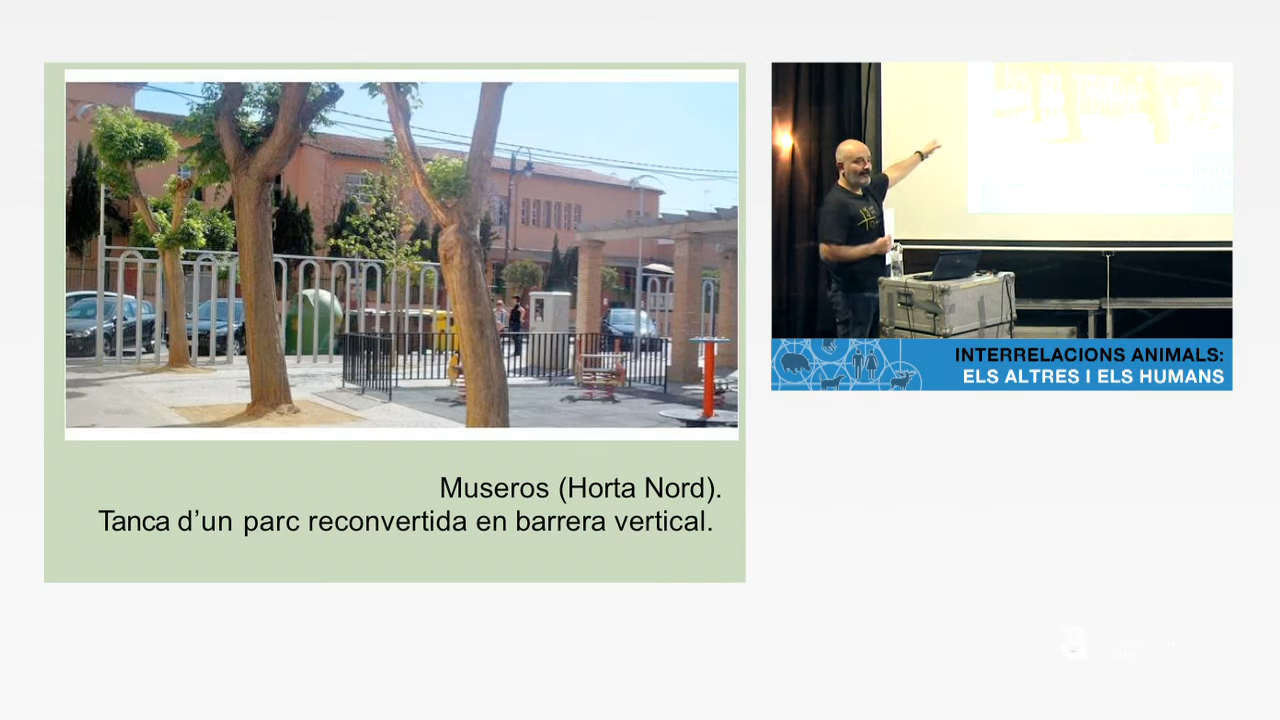 Museros (Horta Nord).
Tanca d’un parc reconvertida en barrera vertical.
INTERRELACIONS ANIMALS:
ELS ALTRES I ELS HUMANS